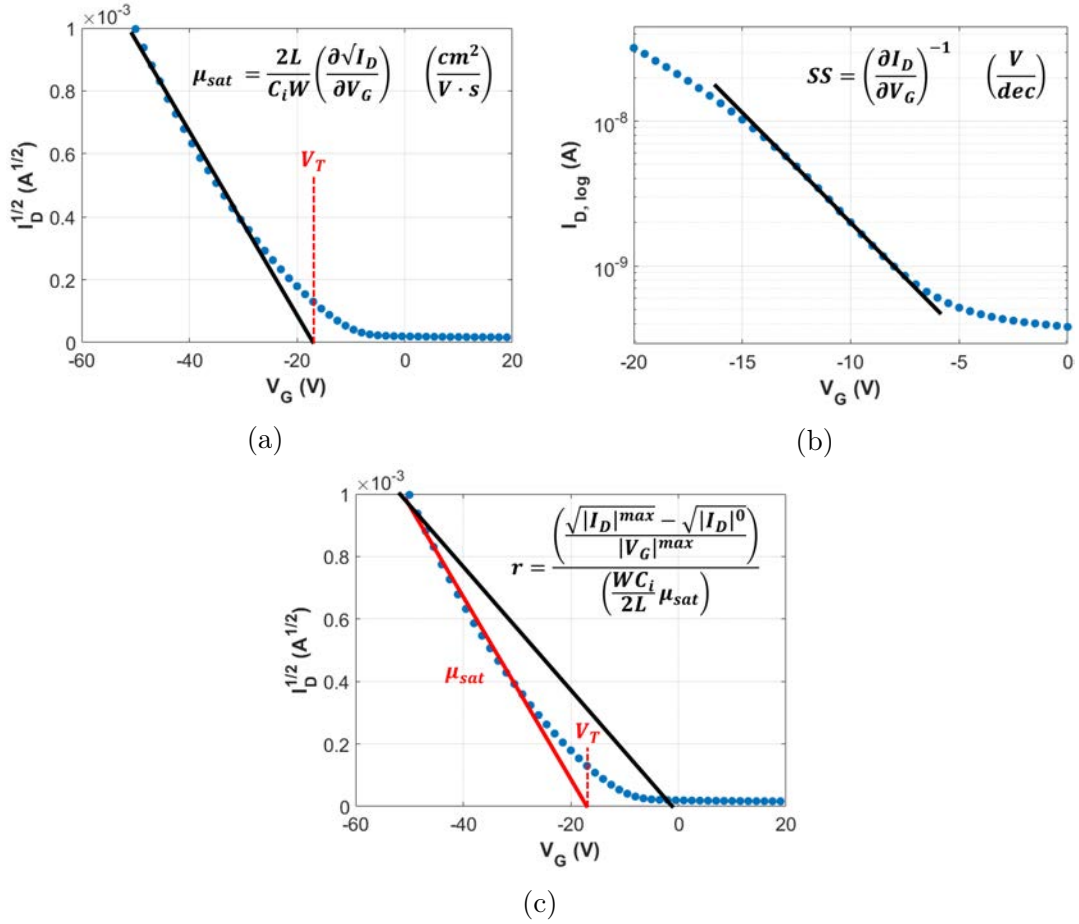 ×10⁻³
1
0.8
0.6
0.4
0.2
0
I_D^{1/2} (A^{1/2})
μ_sat = 2L/(C_i W) (∂√I_D/∂V_G) (cm²/(V · s))
V_T
-60 -40 -20 0 20
V_G (V)
(a)
10⁻⁸
10⁻⁹
I_{D, log} (A)
SS = (∂I_D/∂V_G)⁻¹ (V/dec)
-20 -15 -10 -5 0
V_G (V)
(b)
×10⁻³
1
0.8
0.6
0.4
0.2
0
I_D^{1/2} (A^{1/2})
r = ((√|I_D|^max − √|I_D|⁰)/|V_G|^max)/((WC_i/2L) μ_sat)
μ_sat
V_T
-60 -40 -20 0 20
V_G (V)
(c)